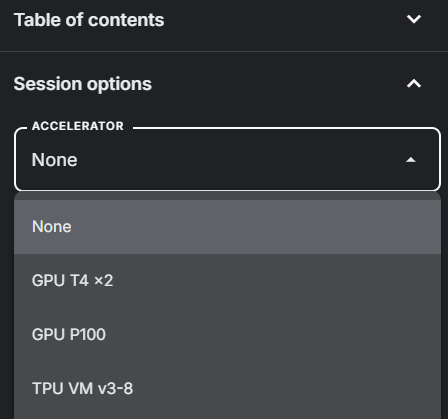 Table of contents
Session options
ACCELERATOR
None
None
GPU T4 ×2
GPU P100
TPU VM v3-8